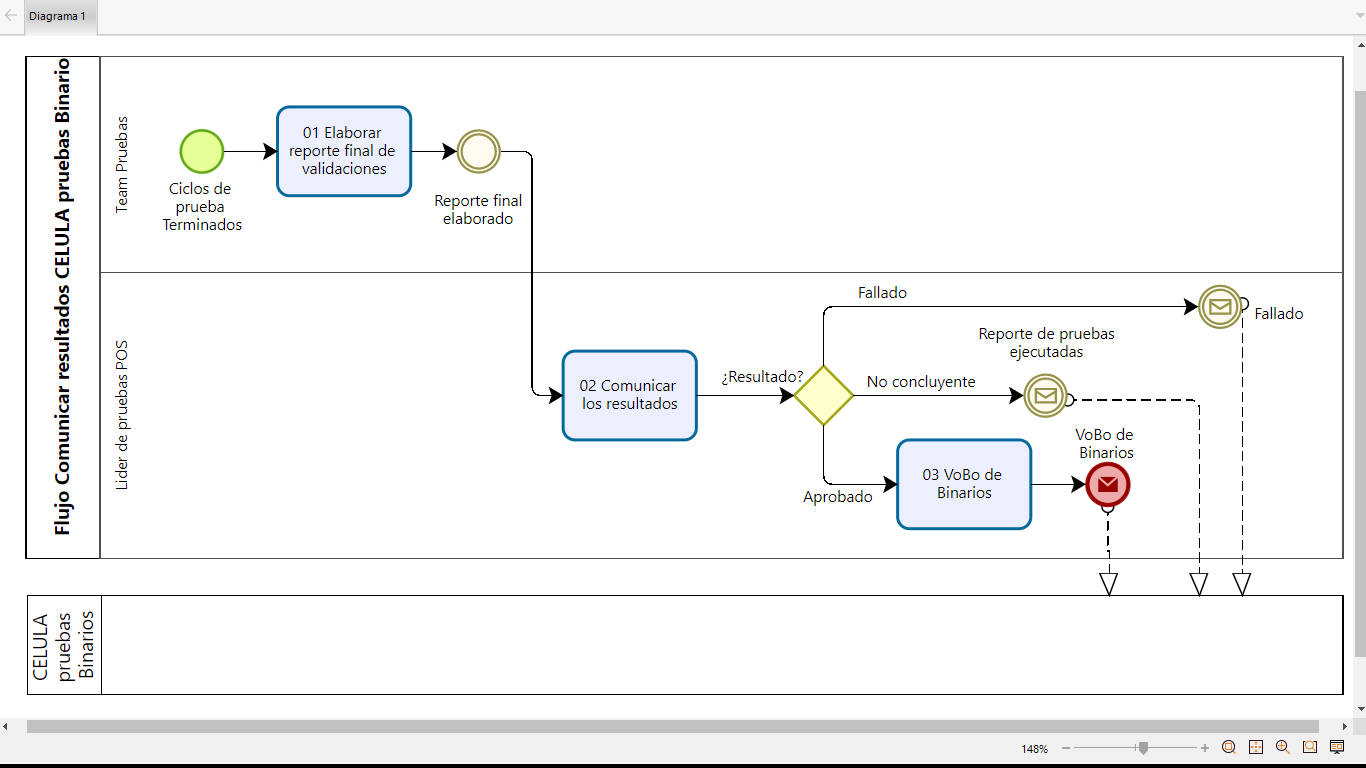 Diagrama 1
Flujo Comunicar resultados CELULA pruebas Binario
Team Pruebas
Ciclos de
prueba
Terminados
01 Elaborar
reporte final de
validaciones
Reporte final
elaborado
Lider de pruebas POS
02 Comunicar
los resultados
¿Resultado?
Fallado
Fallado
Reporte de pruebas
ejecutadas
No concluyente
Aprobado
03 VoBo de
Binarios
VoBo de
Binarios
CELULA
pruebas
Binarios
148%